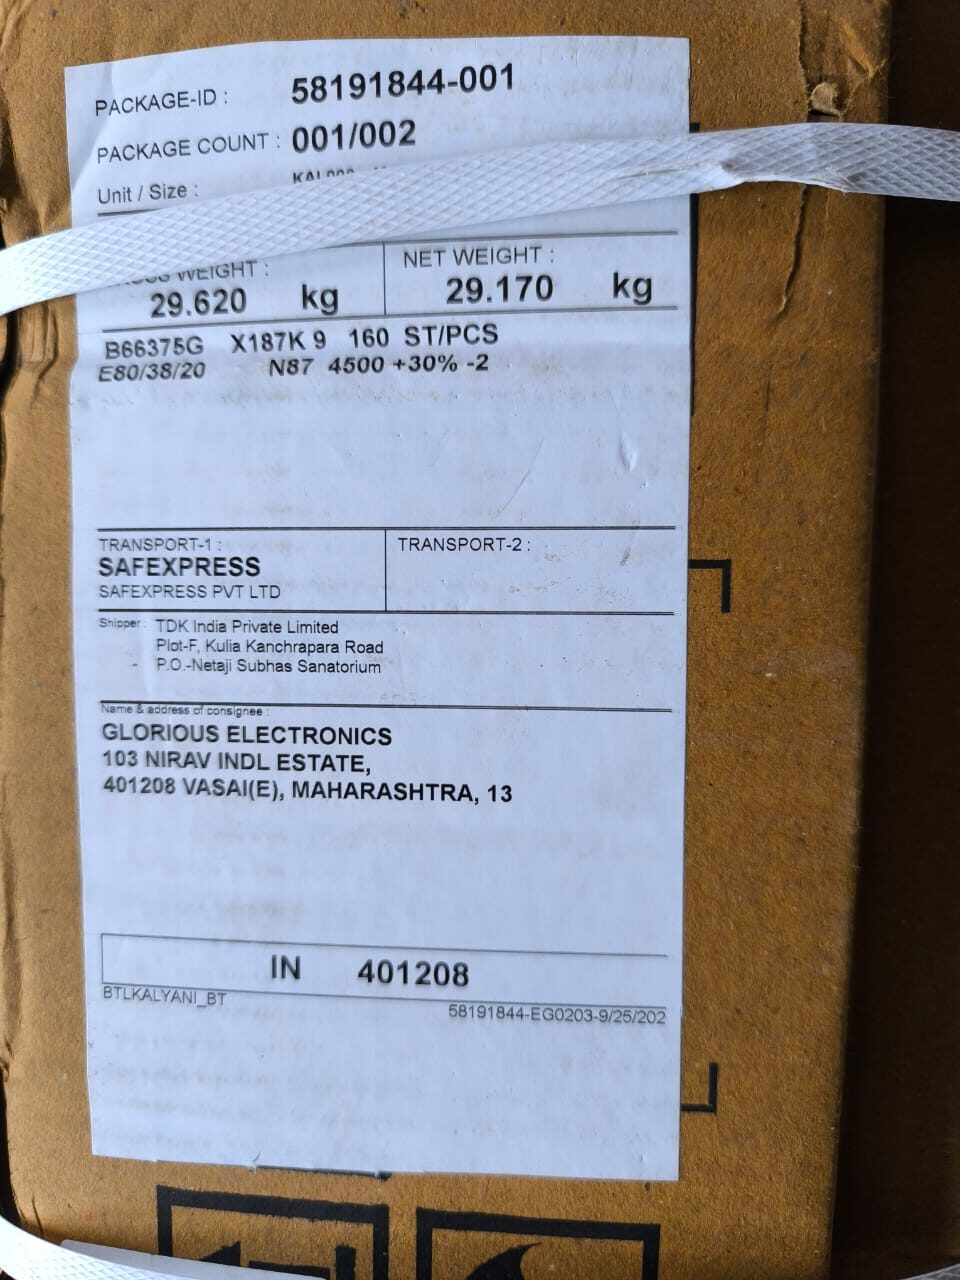 PACKAGE-ID : 58191844-001
PACKAGE COUNT : 001/002
Unit / Size :
WEIGHT : NET WEIGHT :
29.620 kg 29.170 kg
B66375G X187K 9 160 ST/PCS
E80/38/20 N87 4500 +30% -2
TRANSPORT-1 : TRANSPORT-2 :
SAFEXPRESS
SAFEXPRESS PVT LTD
Shipper : TDK India Private Limited
Plot-F, Kulia Kanchrapara Road
P.O.-Netaji Subhas Sanatorium
Name & address of consignee :
GLORIOUS ELECTRONICS
103 NIRAV INDL ESTATE,
401208 VASAI(E), MAHARASHTRA, 13
IN 401208
BTLKALYANI_BT
58191844-EG0203-9/25/202